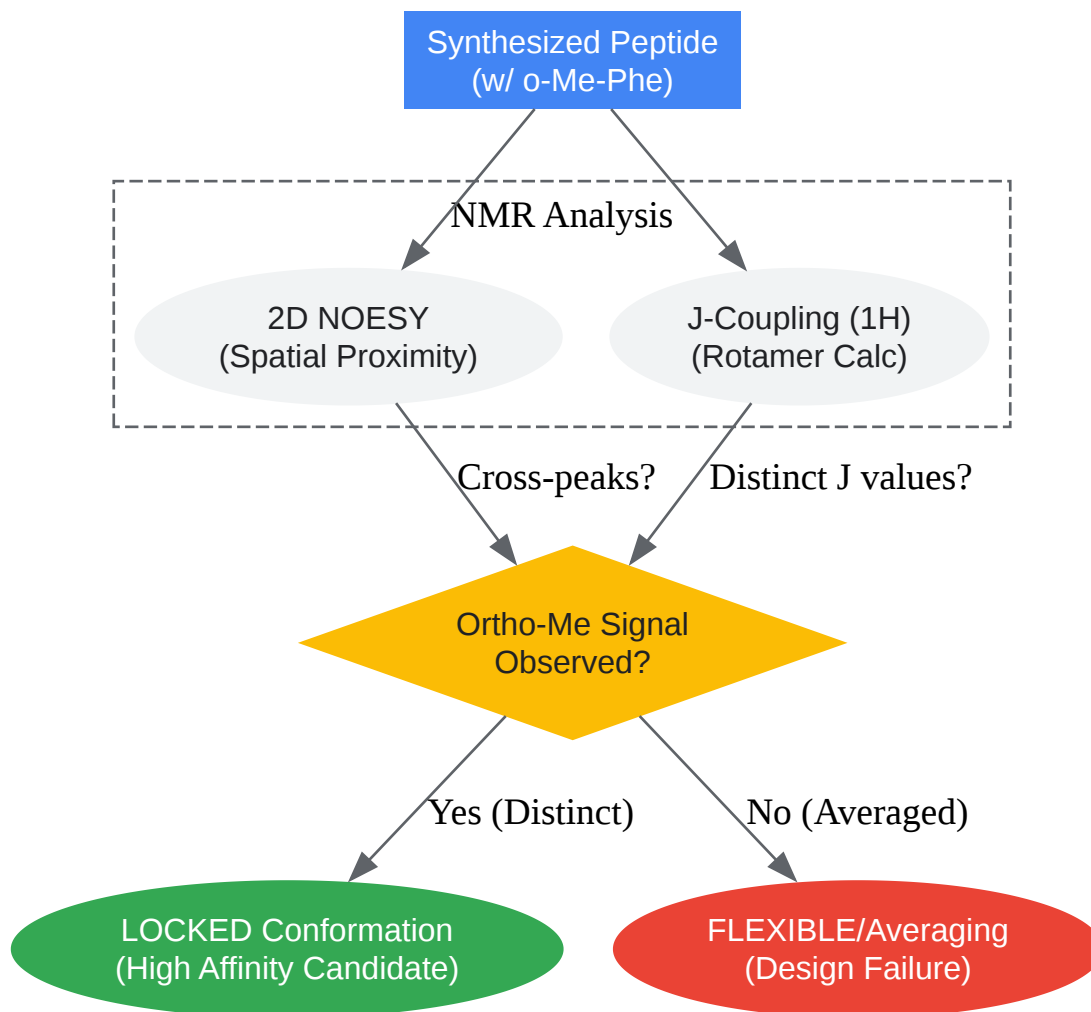 Synthesized Peptide
(w/ o-Me-Phe)
NMR Analysis
2D NOESY
(Spatial Proximity)
J-Coupling (1H)
(Rotamer Calc)
Cross-peaks?
Distinct J values?
Ortho-Me Signal
Observed?
Yes (Distinct)
No (Averaged)
LOCKED Conformation
(High Affinity Candidate)
FLEXIBLE/Averaging
(Design Failure)